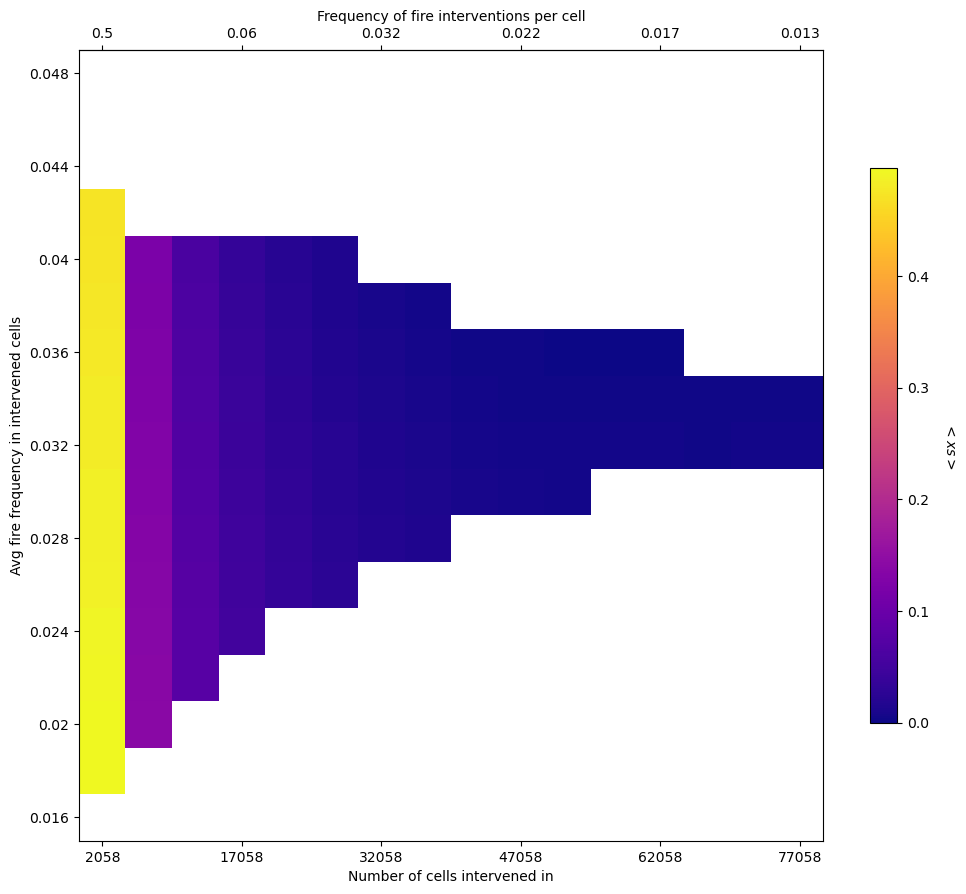 Frequency of fire interventions per cell
0.5 0.06 0.032 0.022 0.017 0.013
0.048
0.044
0.04
0.036
0.032
0.028
0.024
0.02
0.016
Avg fire frequency in intervened cells
2058 17058 32058 47058 62058 77058
Number of cells intervened in
0.4
0.3
0.2
0.1
0.0
< sx >